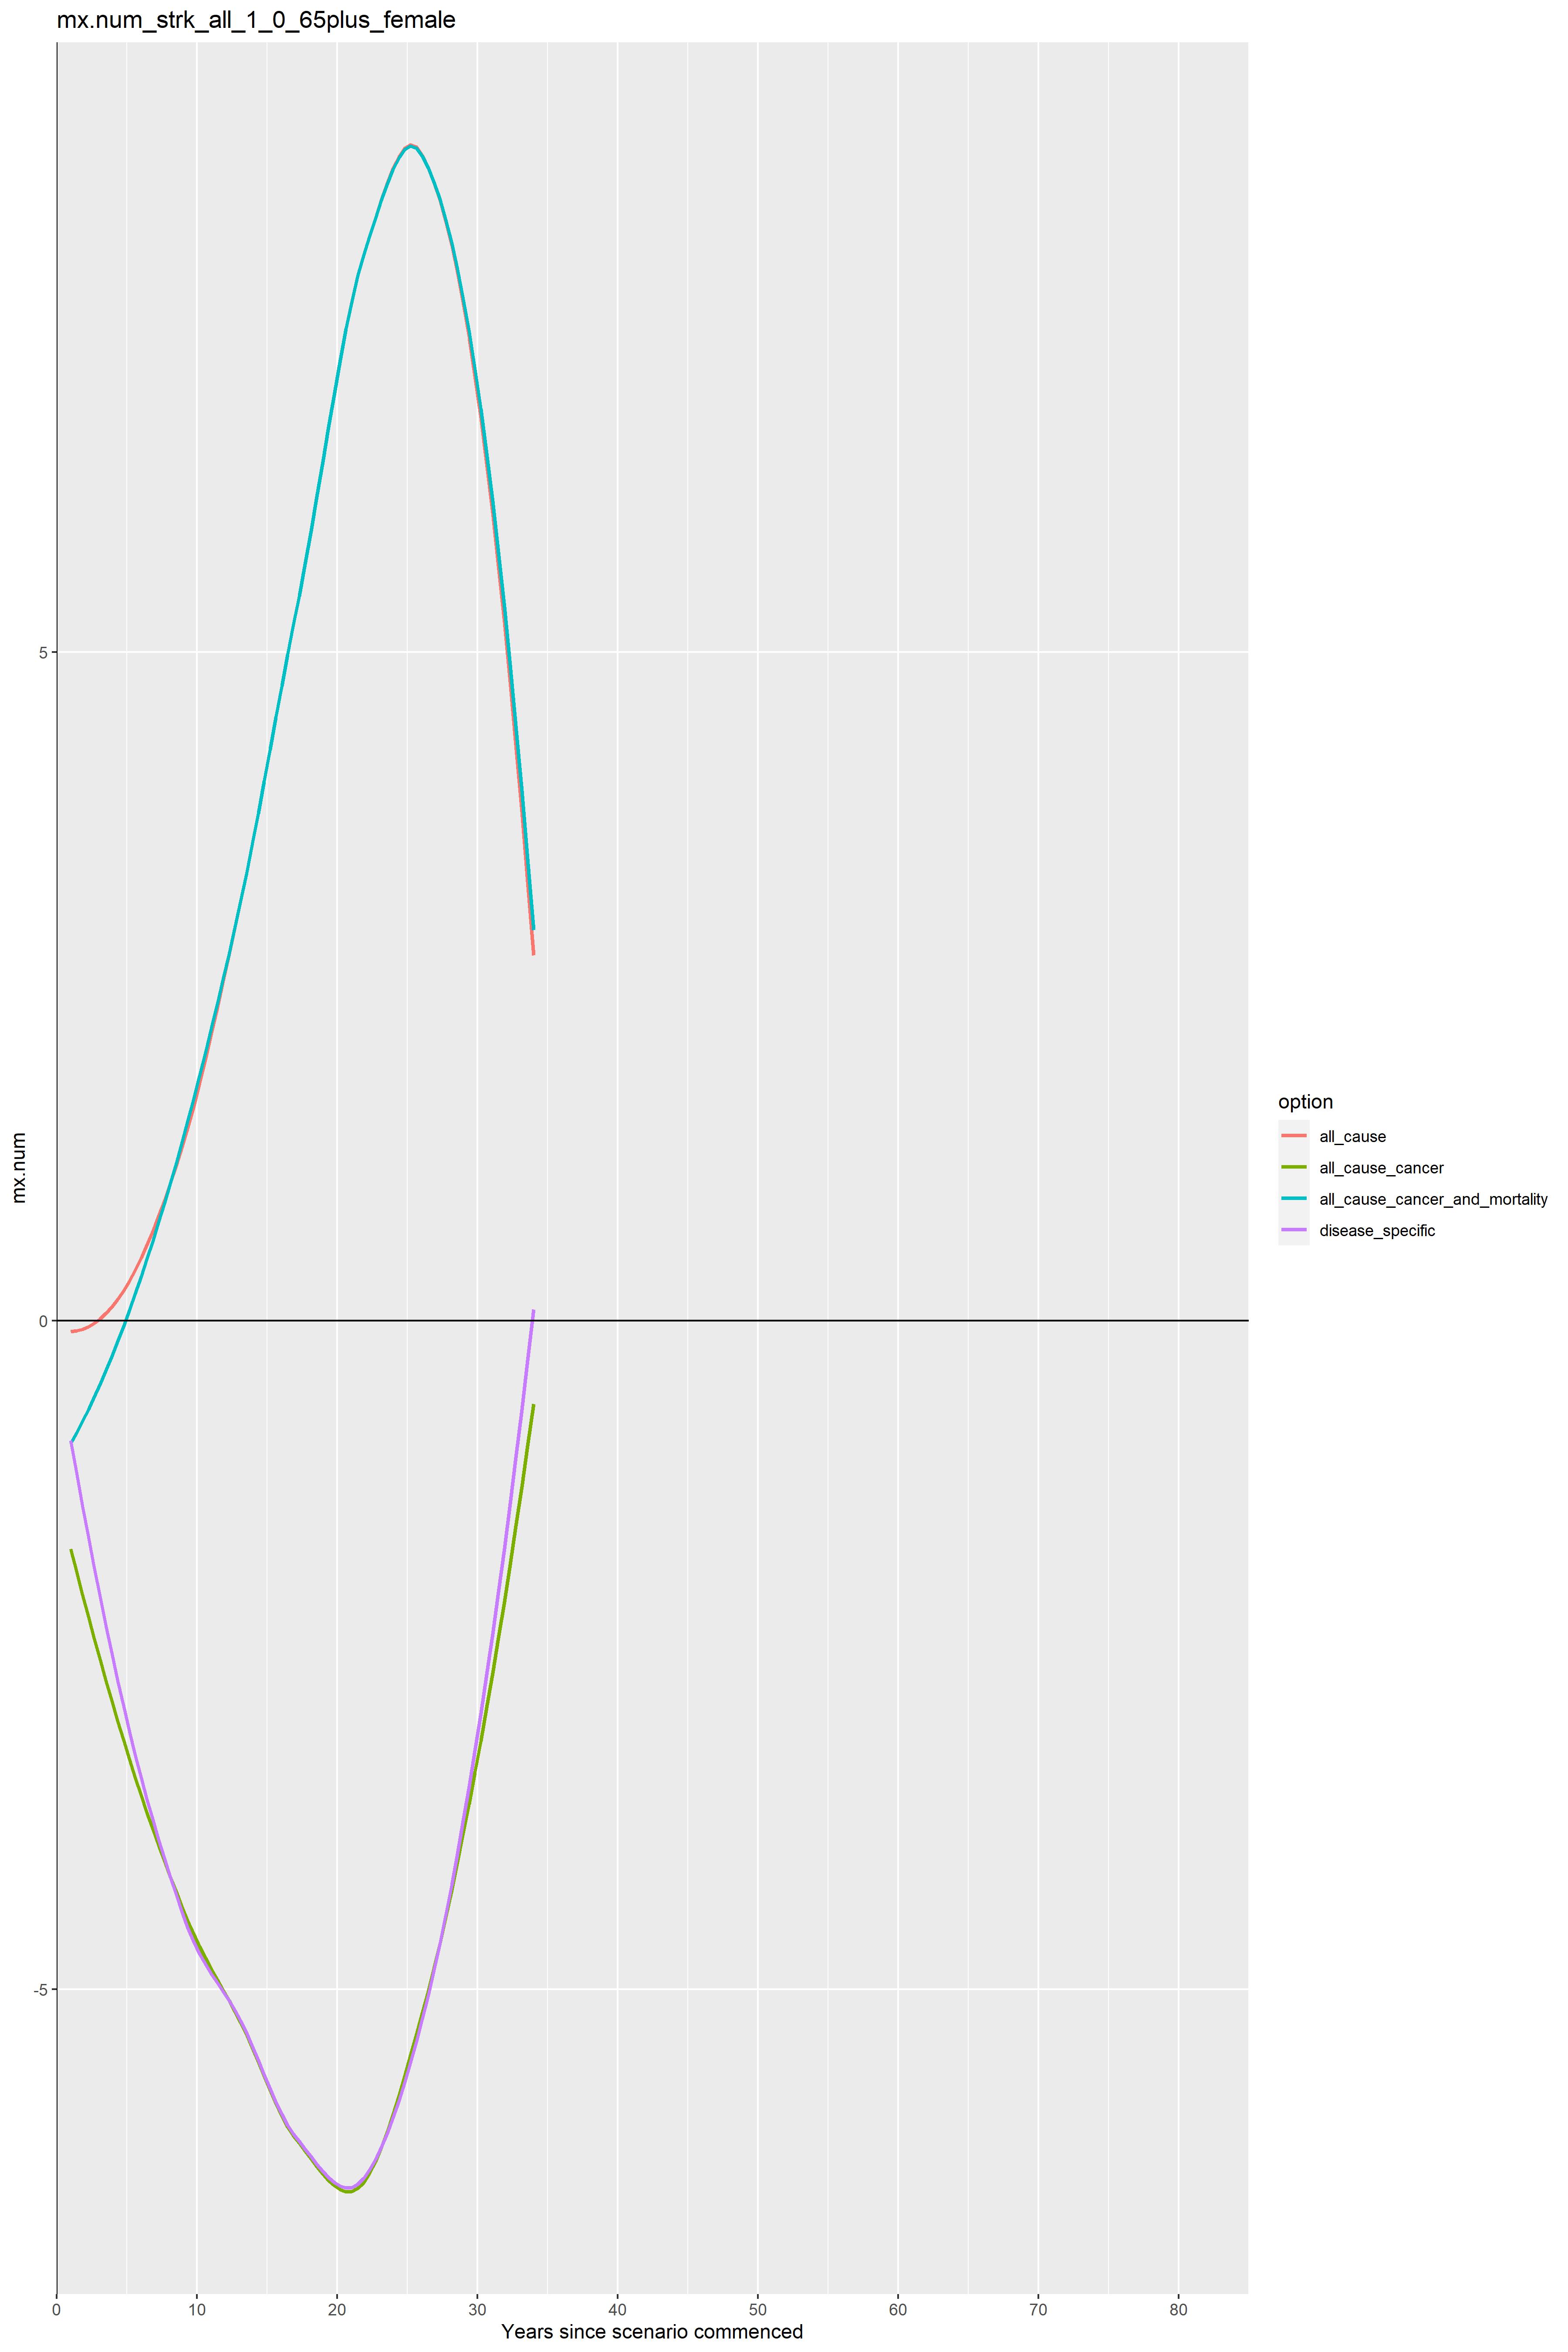 mx.num_strk_all_1_0_65plus_female
mx.num
5
0
-5
0 10 20 30 40 50 60 70 80
Years since scenario commenced
option
all_cause
all_cause_cancer
all_cause_cancer_and_mortality
disease_specific